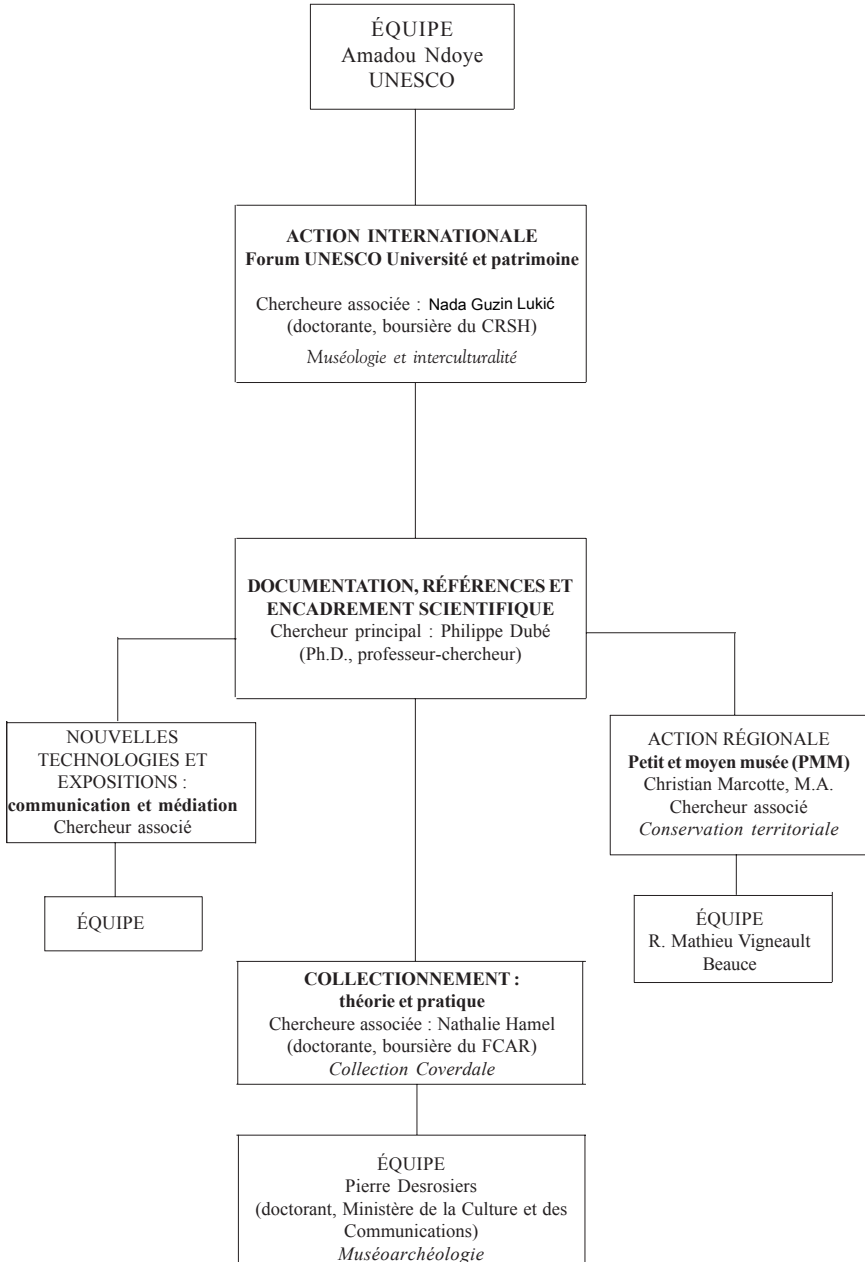 ÉQUIPE
Amadou Ndoye
UNESCO
ACTION INTERNATIONALE
Forum UNESCO Université et patrimoine
Chercheure associée : Nada Guzin Lukić
(doctorante, boursière du CRSH)
Muséologie et interculturalité
DOCUMENTATION, RÉFÉRENCES ET
ENCADREMENT SCIENTIFIQUE
Chercheur principal : Philippe Dubé
(Ph.D., professeur-chercheur)
NOUVELLES
TECHNOLOGIES ET
EXPOSITIONS :
communication et médiation
Chercheur associé
ÉQUIPE
ACTION RÉGIONALE
Petit et moyen musée (PMM)
Christian Marcotte, M.A.
Chercheur associé
Conservation territoriale
ÉQUIPE
R. Mathieu Vigneault
Beauce
COLLECTIONNEMENT :
théorie et pratique
Chercheure associée : Nathalie Hamel
(doctorante, boursière du FCAR)
Collection Coverdale
ÉQUIPE
Pierre Desrosiers
(doctorant, Ministère de la Culture et des
Communications)
Muséoarchéologie